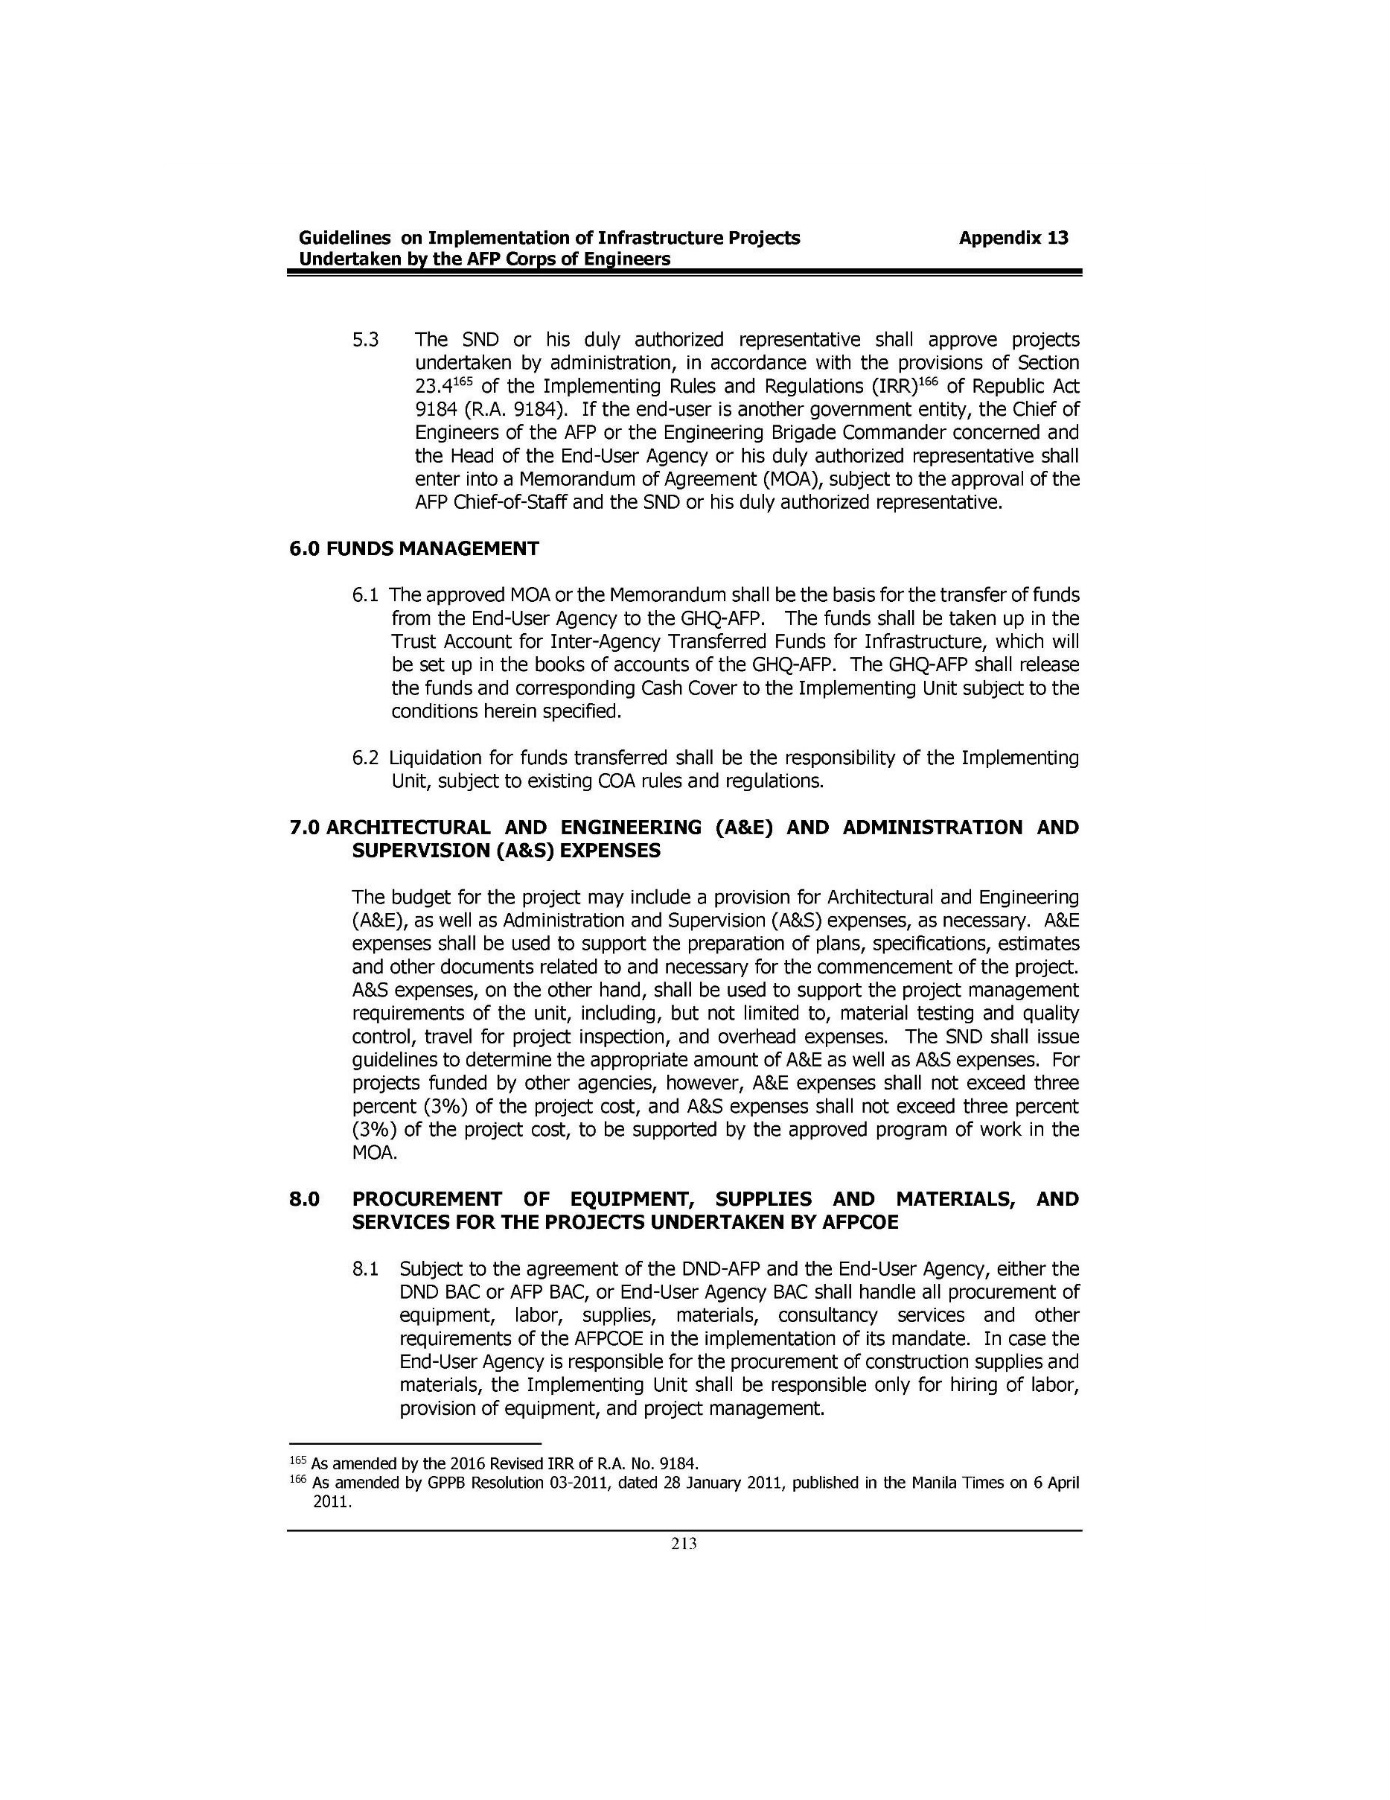 Guidelines on Implementation of Infrastructure Projects Appendix 13
Undertaken by the AFP Corps of Engineers
5.3 The SND or his duly authorized representative shall approve projects
undertaken by administration, in accordance with the provisions of Section
23.4¹⁶⁵ of the Implementing Rules and Regulations (IRR)¹⁶⁶ of Republic Act
9184 (R.A. 9184). If the end-user is another government entity, the Chief of
Engineers of the AFP or the Engineering Brigade Commander concerned and
the Head of the End-User Agency or his duly authorized representative shall
enter into a Memorandum of Agreement (MOA), subject to the approval of the
AFP Chief-of-Staff and the SND or his duly authorized representative.
6.0 FUNDS MANAGEMENT
6.1 The approved MOA or the Memorandum shall be the basis for the transfer of funds
from the End-User Agency to the GHQ-AFP. The funds shall be taken up in the
Trust Account for Inter-Agency Transferred Funds for Infrastructure, which will
be set up in the books of accounts of the GHQ-AFP. The GHQ-AFP shall release
the funds and corresponding Cash Cover to the Implementing Unit subject to the
conditions herein specified.
6.2 Liquidation for funds transferred shall be the responsibility of the Implementing
Unit, subject to existing COA rules and regulations.
7.0 ARCHITECTURAL AND ENGINEERING (A&E) AND ADMINISTRATION AND
SUPERVISION (A&S) EXPENSES
The budget for the project may include a provision for Architectural and Engineering
(A&E), as well as Administration and Supervision (A&S) expenses, as necessary. A&E
expenses shall be used to support the preparation of plans, specifications, estimates
and other documents related to and necessary for the commencement of the project.
A&S expenses, on the other hand, shall be used to support the project management
requirements of the unit, including, but not limited to, material testing and quality
control, travel for project inspection, and overhead expenses. The SND shall issue
guidelines to determine the appropriate amount of A&E as well as A&S expenses. For
projects funded by other agencies, however, A&E expenses shall not exceed three
percent (3%) of the project cost, and A&S expenses shall not exceed three percent
(3%) of the project cost, to be supported by the approved program of work in the
MOA.
8.0 PROCUREMENT OF EQUIPMENT, SUPPLIES AND MATERIALS, AND
SERVICES FOR THE PROJECTS UNDERTAKEN BY AFPCOE
8.1 Subject to the agreement of the DND-AFP and the End-User Agency, either the
DND BAC or AFP BAC, or End-User Agency BAC shall handle all procurement of
equipment, labor, supplies, materials, consultancy services and other
requirements of the AFPCOE in the implementation of its mandate. In case the
End-User Agency is responsible for the procurement of construction supplies and
materials, the Implementing Unit shall be responsible only for hiring of labor,
provision of equipment, and project management.
¹⁶⁵ As amended by the 2016 Revised IRR of R.A. No. 9184.
¹⁶⁶ As amended by GPPB Resolution 03-2011, dated 28 January 2011, published in the Manila Times on 6 April
2011.
213